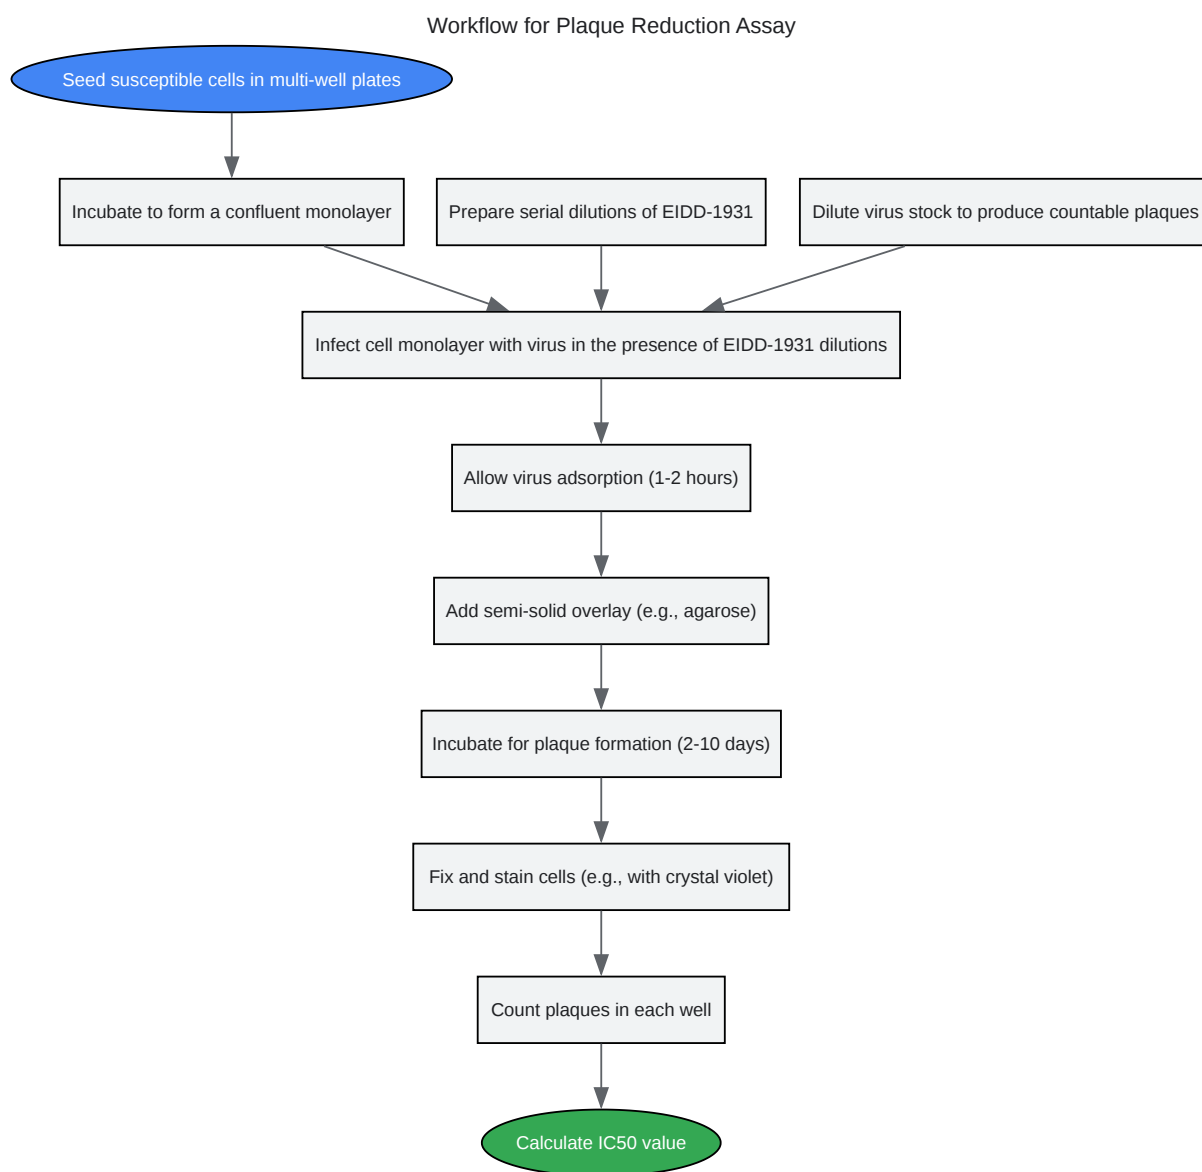 Workflow for Plaque Reduction Assay
Seed susceptible cells in multi-well plates
Incubate to form a confluent monolayer
Prepare serial dilutions of EIDD-1931
Dilute virus stock to produce countable plaques
Infect cell monolayer with virus in the presence of EIDD-1931 dilutions
Allow virus adsorption (1-2 hours)
Add semi-solid overlay (e.g., agarose)
Incubate for plaque formation (2-10 days)
Fix and stain cells (e.g., with crystal violet)
Count plaques in each well
Calculate IC50 value